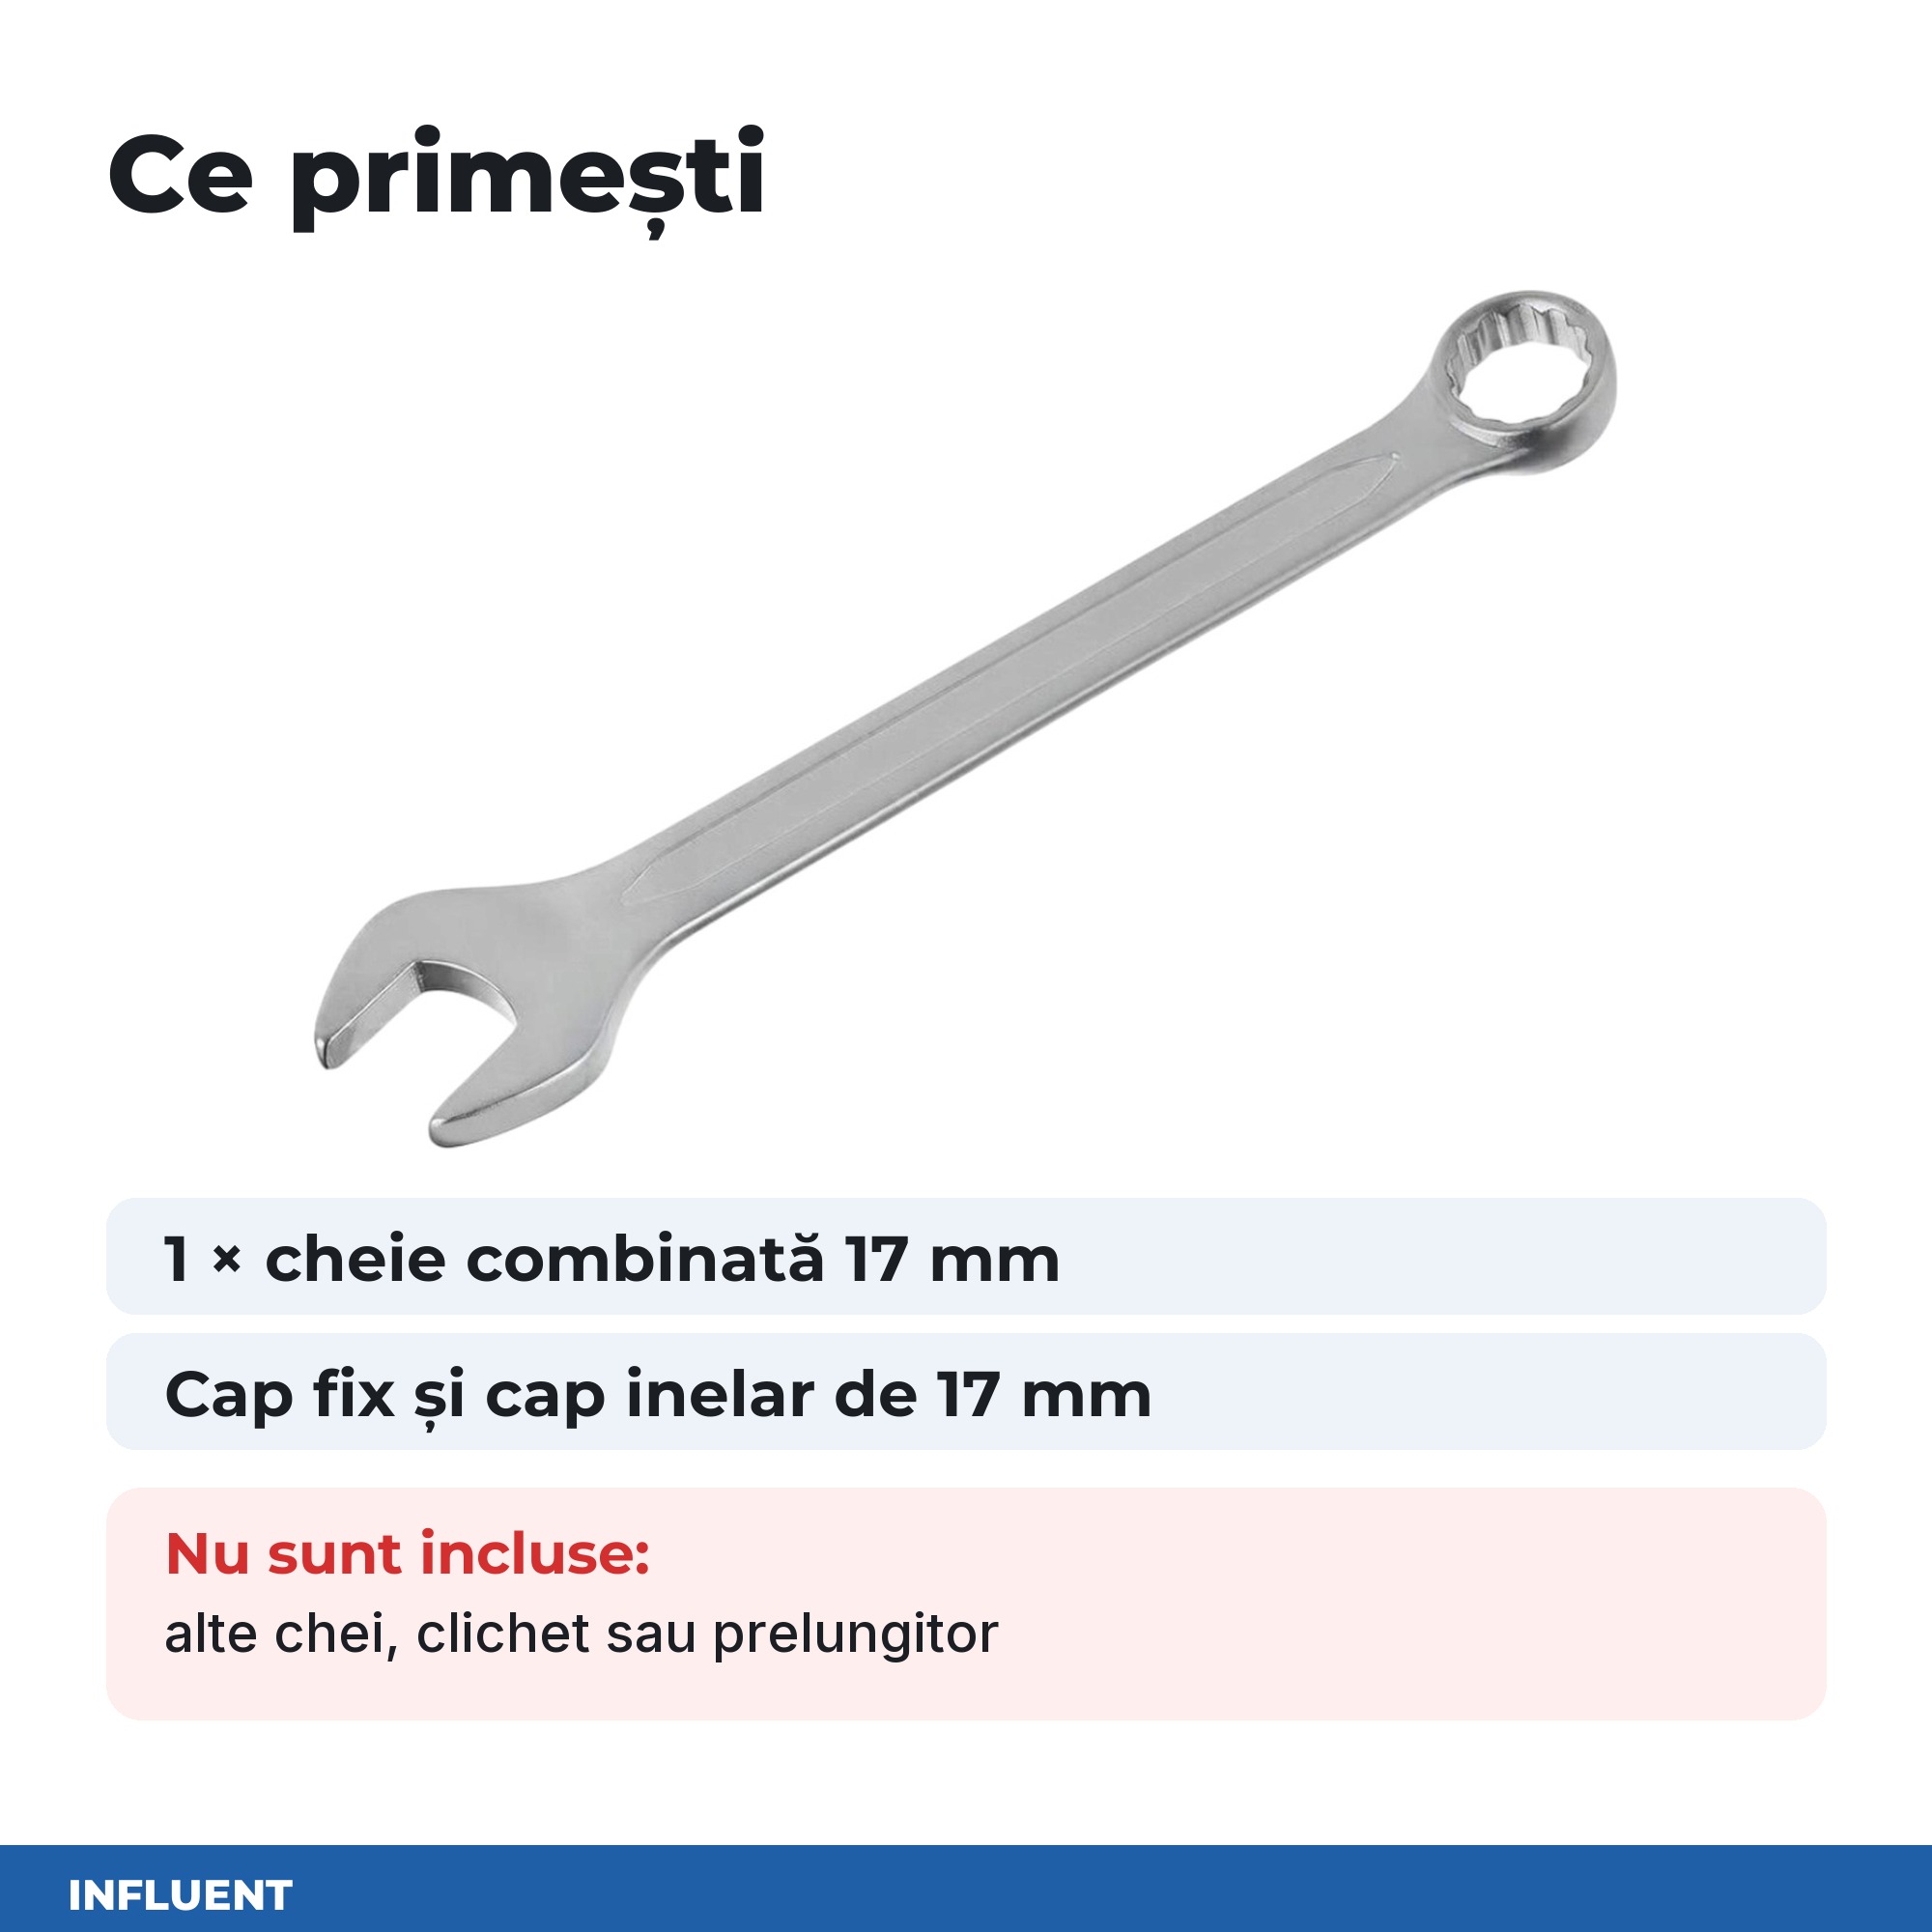 Ce primești
1 × cheie combinată 17 mm
Cap fix și cap inelar de 17 mm
Nu sunt incluse:
alte chei, clichet sau prelungitor
INFLUENT